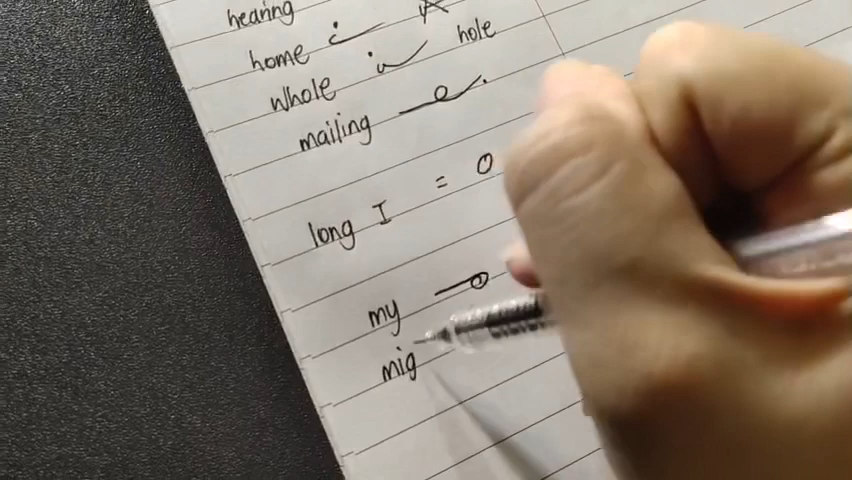 hearing
home
whole hole
mailing
long I = O
my
mig